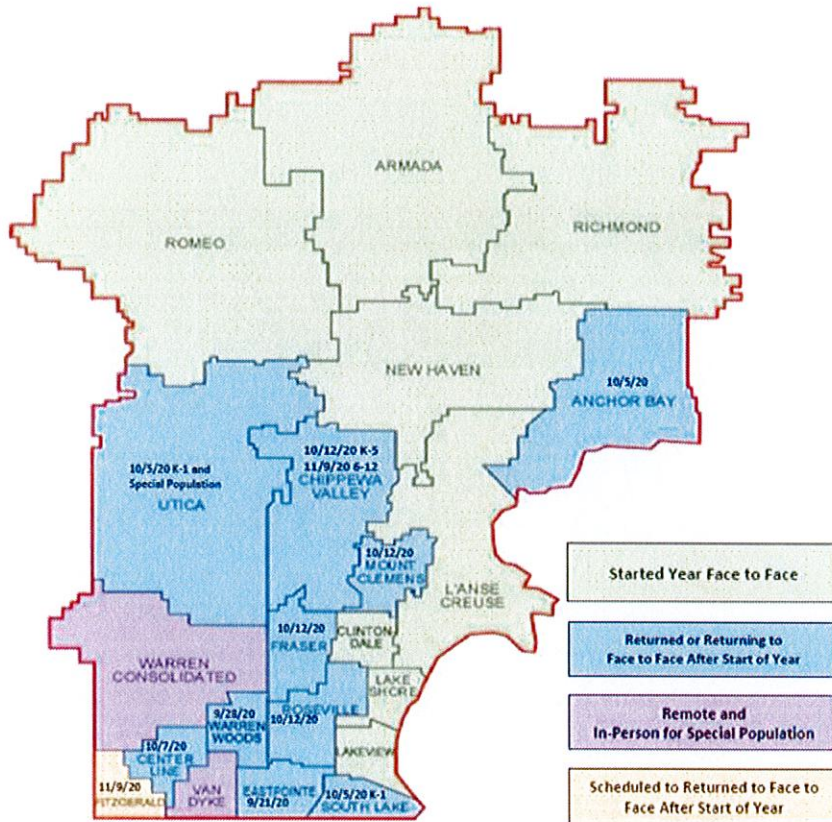 ARMADA
RICHMOND
ROMEO
NEW HAVEN
10/5/20
ANCHOR BAY
10/12/20 K-5
11/9/20 6-12
CHIPPEWA
VALLEY
10/5/20 K-1 and
Special Population
UTICA
10/12/20
MOUNT
CLEMENS
L'ANSE
CREUSE
10/12/20
FRASER
CLINTON
DALE
WARREN
CONSOLIDATED
LAKE
SHORE
ROSEVILLE
10/12/20
9/28/20
WARREN
WOODS
LAKEVIEW
10/7/20
CENTER
LINE
11/9/20
FITZGERALD
VAN
DYKE
EASTPOINTE
9/21/20
10/5/20 K-1
SOUTH LAKE
Started Year Face to Face
Returned or Returning to
Face to Face After Start of Year
Remote and
In-Person for Special Population
Scheduled to Returned to Face to
Face After Start of Year